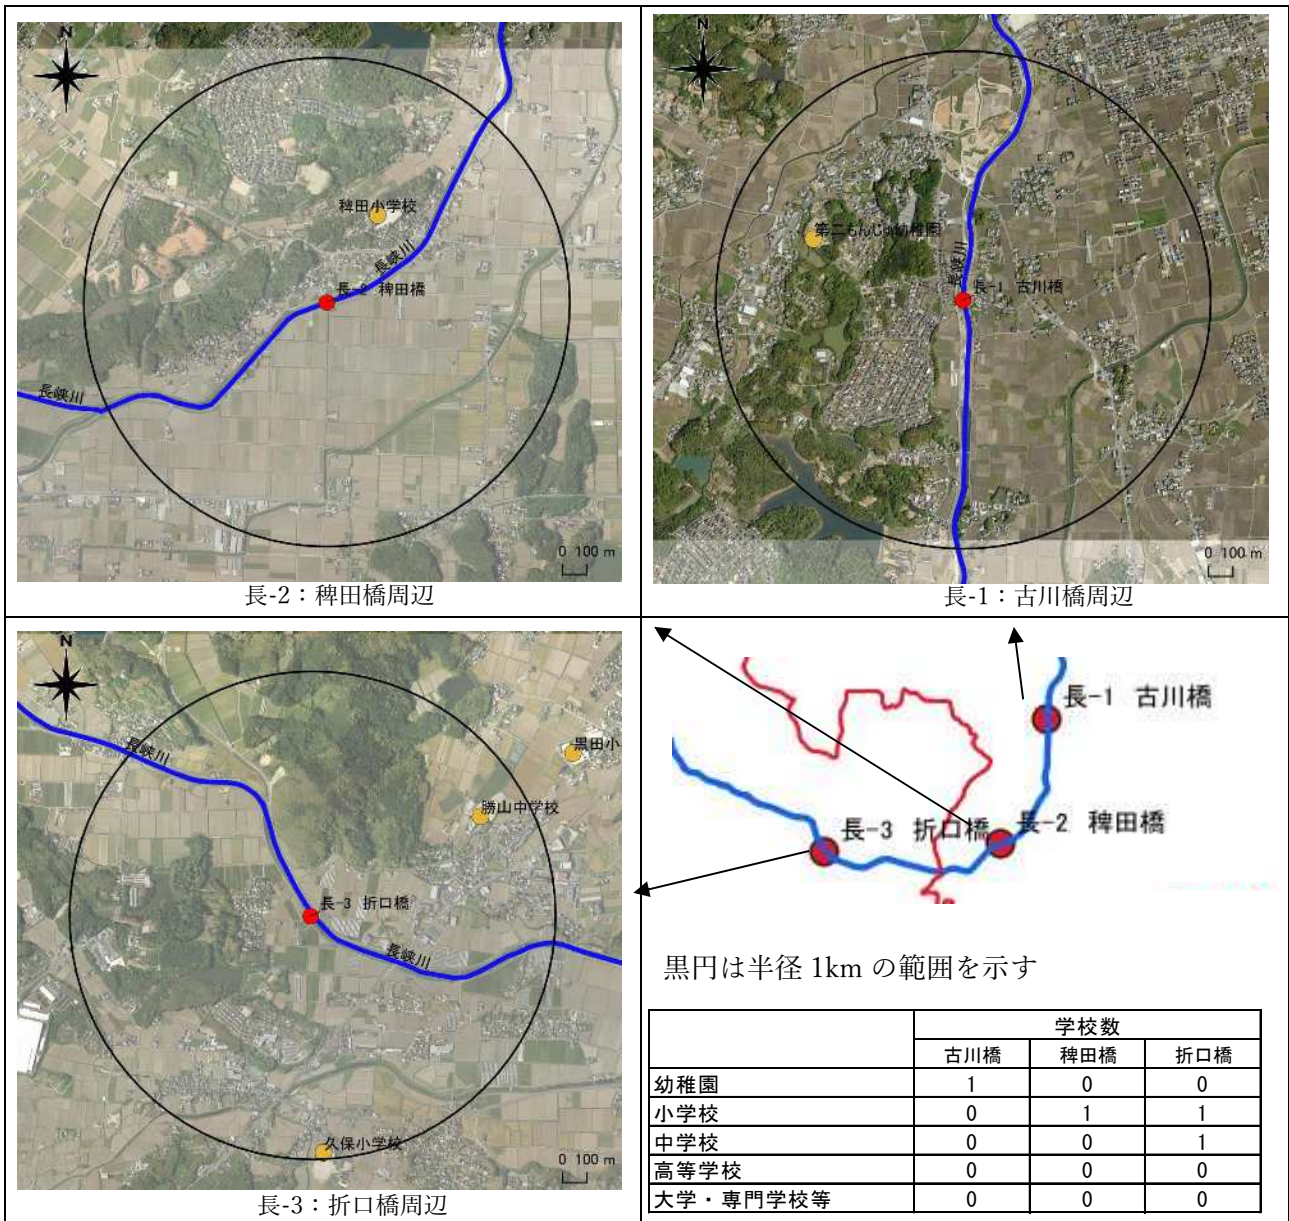 N
稗田小学校
長峡川
長-2 稗田橋
長峡川
0 100 m
長-2：稗田橋周辺
N
第二もんじゅ幼稚園
長峡川
長-1 古川橋
0 100 m
長-1：古川橋周辺
N
長峡川
黒田小
勝山中学校
長-3 折口橋
長峡川
久保小学校
0 100 m
長-3：折口橋周辺
長-1 古川橋
長-3 折口橋
長-2 稗田橋
黒円は半径 1km の範囲を示す
学校数
古川橋 稗田橋 折口橋
幼稚園 1 0 0
小学校 0 1 1
中学校 0 0 1
高等学校 0 0 0
大学・専門学校等 0 0 0